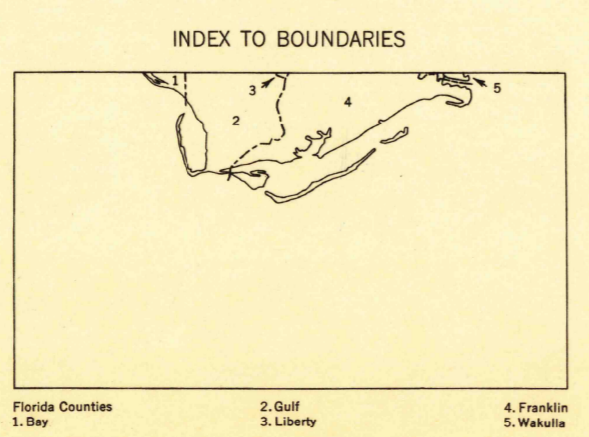 INDEX TO BOUNDARIES
1
3
5
4
2
Florida Counties 2. Gulf 4. Franklin
1. Bay 3. Liberty 5. Wakulla